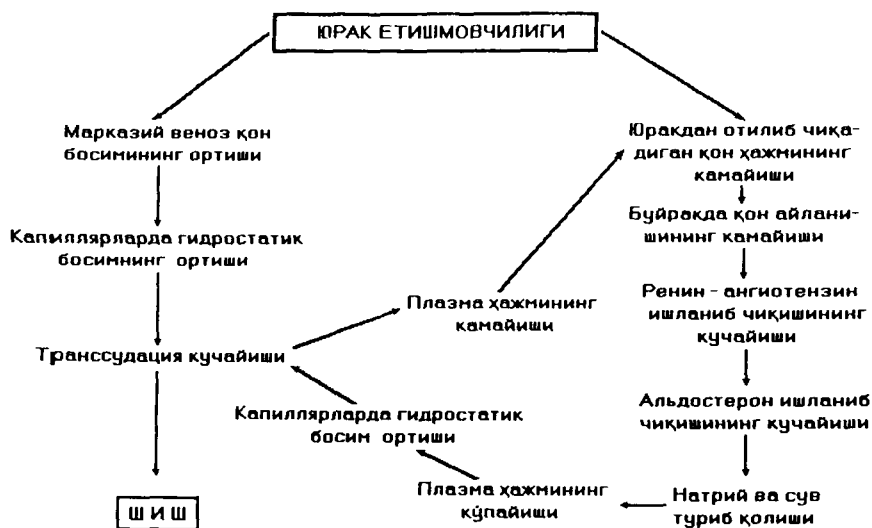 ЮРАК ЕТИШМОВЧИЛИГИ
Марказий веноз қон
босимининг ортиши
Юракдан отилиб чиқа-
диган қон ҳажмининг
камайиши
Буйракда қон айлани-
шининг камайиши
Капиллярларда гидростатик
босимнинг ортиши
Ренин - ангиотензин
ишланиб чиқишининг
кучайиши
Плазма ҳажмининг
камайиши
Транссудация кучайиши
Альдостерон ишланиб
чиқишининг кучайиши
Капиллярларда гидростатик
босим ортиши
Плазма ҳажмининг
кўпайиши
Натрий ва сув
туриб қолиши
ШИШ